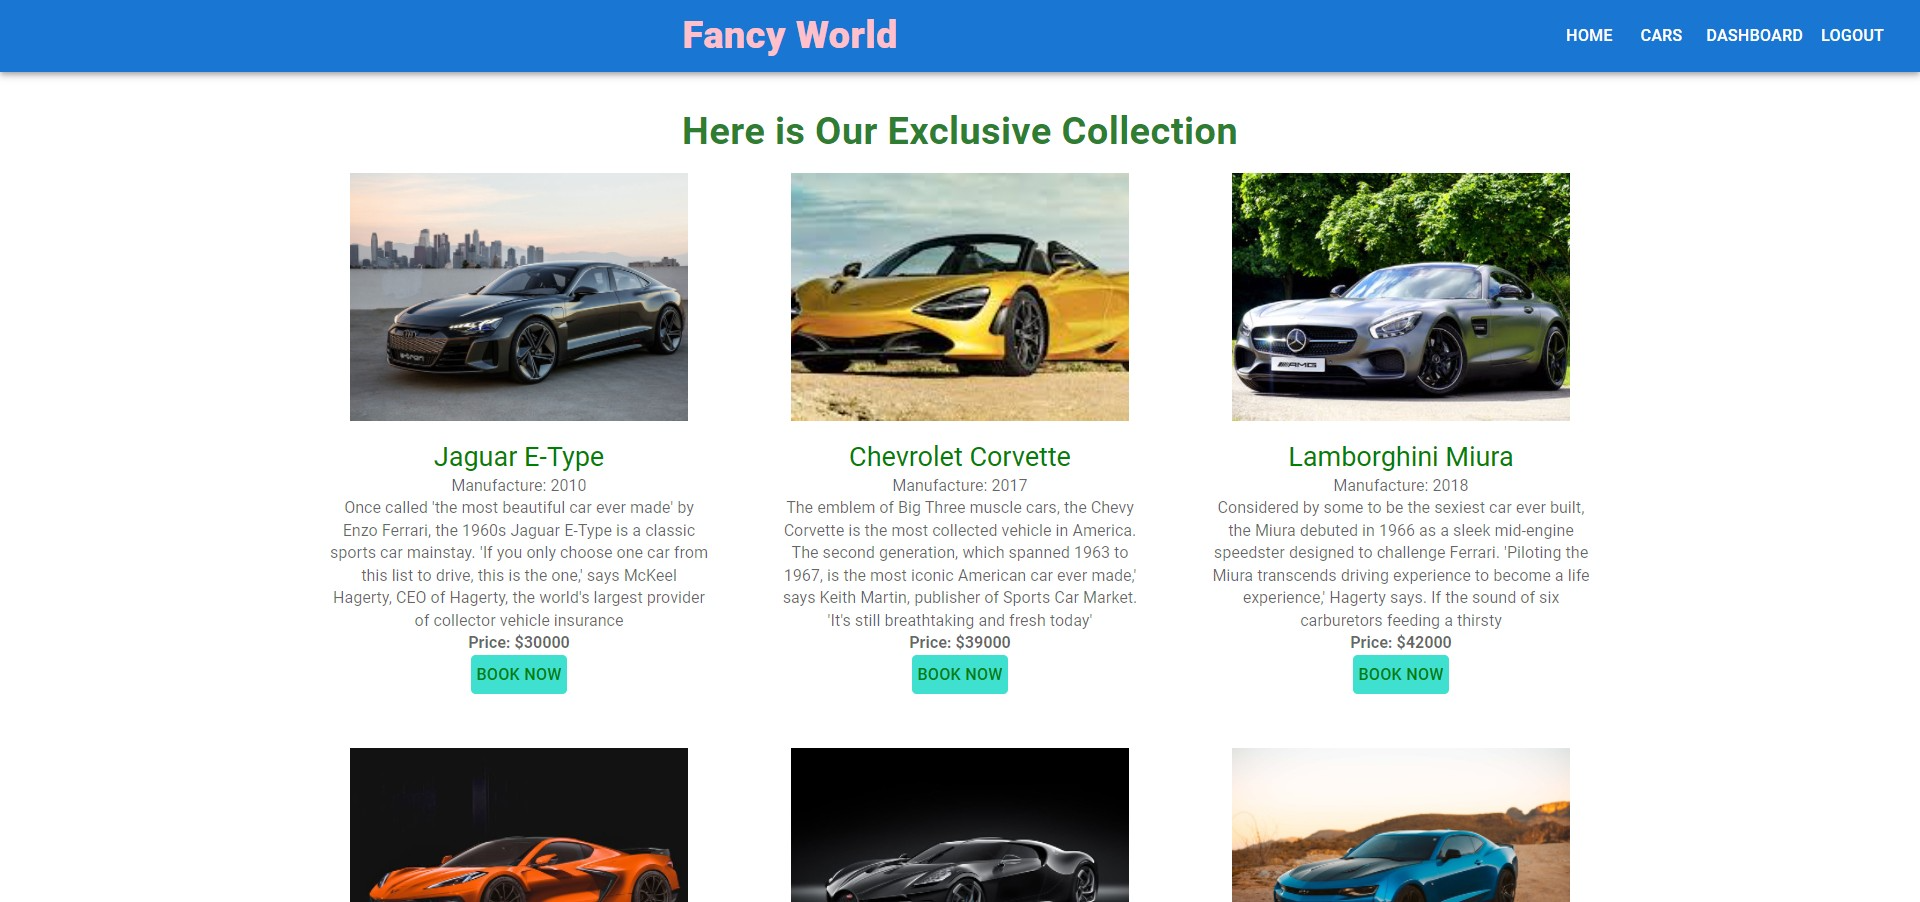 Fancy World
HOME CARS DASHBOARD LOGOUT
Here is Our Exclusive Collection
e-tron
AMG
Jaguar E-Type
Manufacture: 2010
Once called 'the most beautiful car ever made' by
Enzo Ferrari, the 1960s Jaguar E-Type is a classic
sports car mainstay. 'If you only choose one car from
this list to drive, this is the one,' says McKeel
Hagerty, CEO of Hagerty, the world's largest provider
of collector vehicle insurance
Price: $30000
BOOK NOW
Chevrolet Corvette
Manufacture: 2017
The emblem of Big Three muscle cars, the Chevy
Corvette is the most collected vehicle in America.
The second generation, which spanned 1963 to
1967, is the most iconic American car ever made,'
says Keith Martin, publisher of Sports Car Market.
'It's still breathtaking and fresh today'
Price: $39000
BOOK NOW
Lamborghini Miura
Manufacture: 2018
Considered by some to be the sexiest car ever built,
the Miura debuted in 1966 as a sleek mid-engine
speedster designed to challenge Ferrari. 'Piloting the
Miura transcends driving experience to become a life
experience,' Hagerty says. If the sound of six
carburetors feeding a thirsty
Price: $42000
BOOK NOW